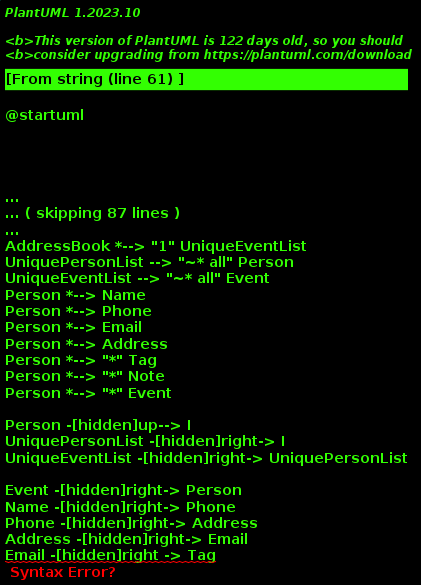 PlantUML 1.2023.10
<b>This version of PlantUML is 122 days old, so you should
<b>consider upgrading from https://plantuml.com/download
[From string (line 61) ]
@startuml
...
... ( skipping 87 lines )
...
AddressBook *--> "1" UniqueEventList
UniquePersonList --> "~* all" Person
UniqueEventList --> "~* all" Event
Person *--> Name
Person *--> Phone
Person *--> Email
Person *--> Address
Person *--> "*" Tag
Person *--> "*" Note
Person *--> "*" Event
Person -[hidden]up--> I
UniquePersonList -[hidden]right-> I
UniqueEventList -[hidden]right-> UniquePersonList
Event -[hidden]right-> Person
Name -[hidden]right-> Phone
Phone -[hidden]right-> Address
Address -[hidden]right-> Email
Email -[hidden]right -> Tag
Syntax Error?